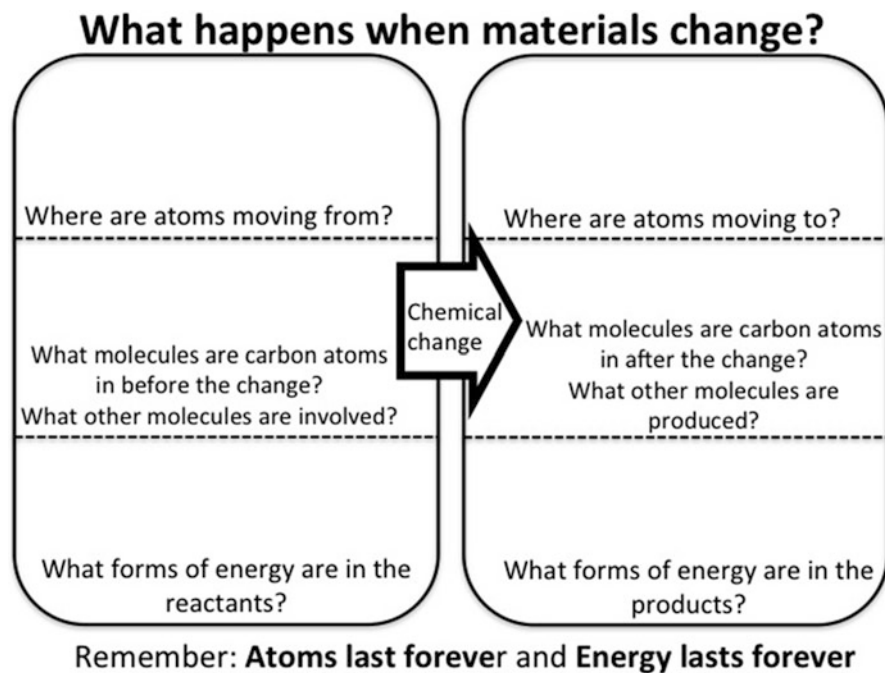 What happens when materials change?
Where are atoms moving from?
What molecules are carbon atoms
in before the change?
What other molecules are involved?
What forms of energy are in the
reactants?
Chemical
change
Where are atoms moving to?
What molecules are carbon atoms
in after the change?
What other molecules are
produced?
What forms of energy are in the
products?
Remember: Atoms last forever and Energy lasts forever